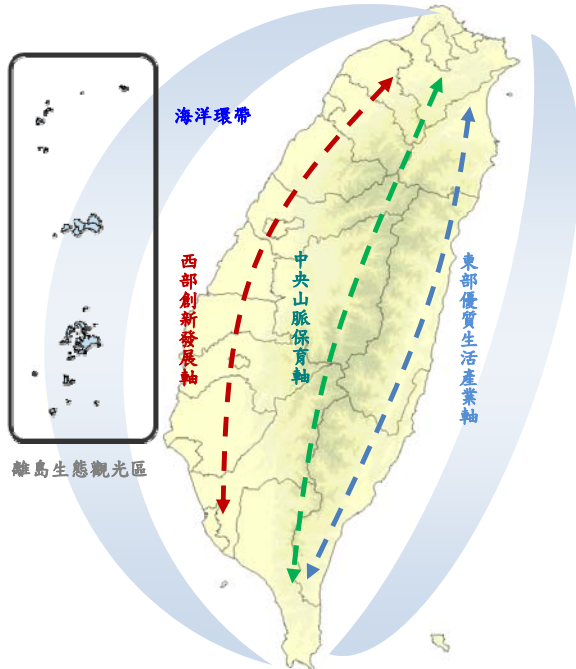 海洋環帶
西部創新發展軸
中央山脈保育軸
東部優質生活產業軸
離島生態觀光區